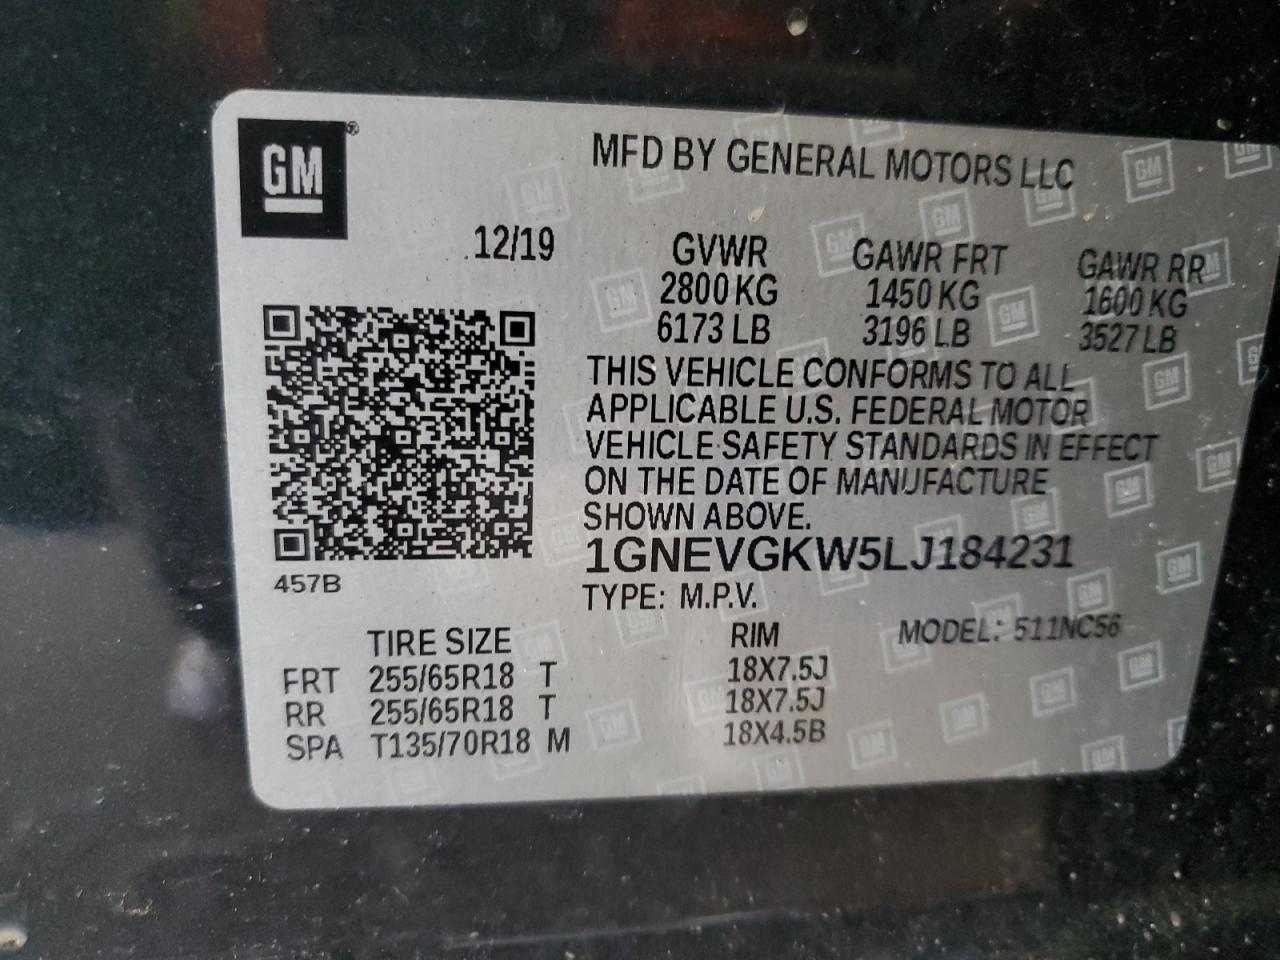 GM ®
MFD BY GENERAL MOTORS LLC
12/19
GVWR GAWR FRT GAWR RR
2800 KG 1450 KG 1600 KG
6173 LB 3196 LB 3527 LB
THIS VEHICLE CONFORMS TO ALL
APPLICABLE U.S. FEDERAL MOTOR
VEHICLE SAFETY STANDARDS IN EFFECT
ON THE DATE OF MANUFACTURE
SHOWN ABOVE.
1GNEVGKW5LJ184231
457B
TYPE: M.P.V.
MODEL: 511NC56
TIRE SIZE RIM
FRT 255/65R18 T 18X7.5J
RR 255/65R18 T 18X7.5J
SPA T135/70R18 M 18X4.5B